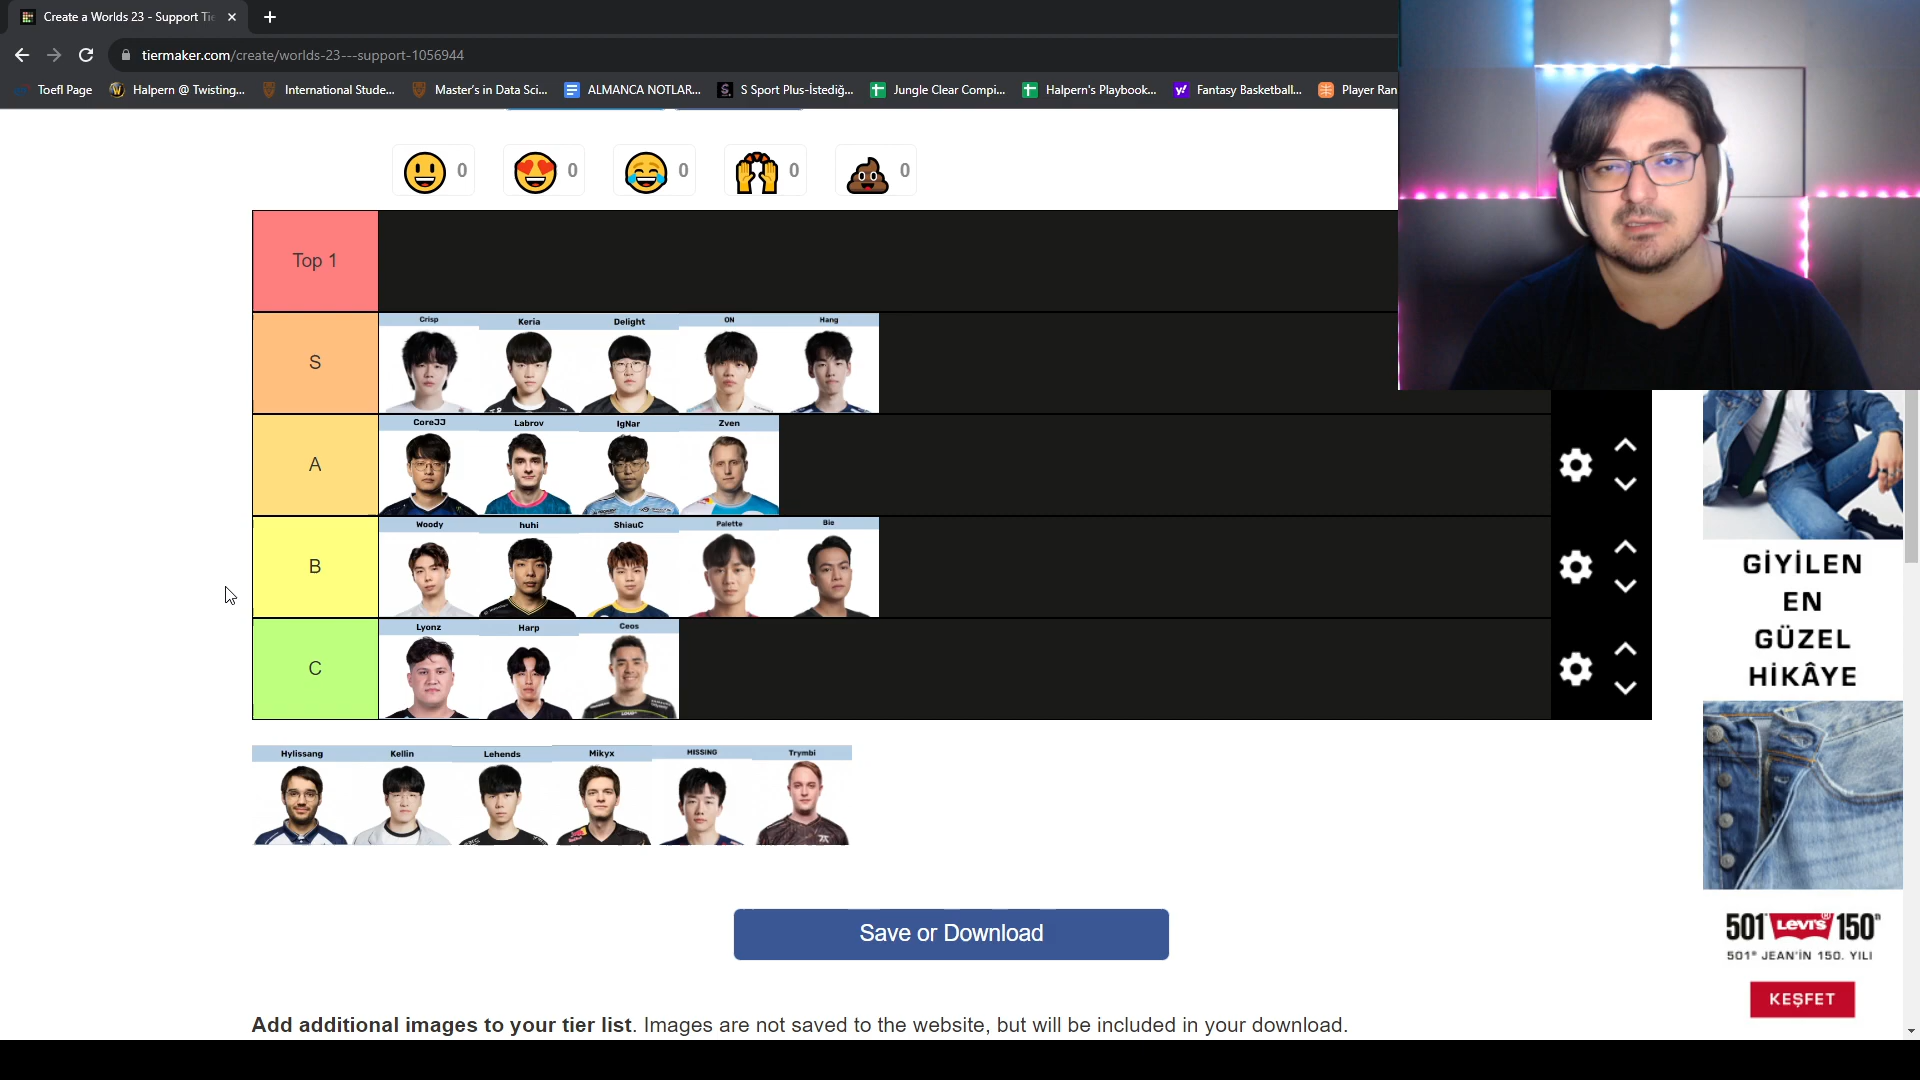 Create a Worlds 23 - Support Tie
tiermaker.com/create/worlds-23---support-1056944
Toefl Page
Halpern @ Twisting...
International Stude...
Master's in Data Sci...
ALMANCA NOTLAR...
S Sport Plus-İstediğ...
Jungle Clear Compi...
Halpern's Playbook...
Fantasy Basketball...
Player Ran
0
0
0
0
0
Top 1
S
Crisp
Keria
Delight
ON
Hang
A
CoreJJ
Labrov
IgNar
Zven
B
Woody
huhi
ShiauC
Palette
Bie
C
Lyonz
Harp
Ceos
Hylissang
Kellin
Lehends
Mikyx
MISSING
Trymbi
Save or Download
Add additional images to your tier list. Images are not saved to the website, but will be included in your download.
GİYİLEN
EN
GÜZEL
HİKÂYE
501® LEVI'S® 150th
501® JEAN'İN 150. YILI
KEŞFET